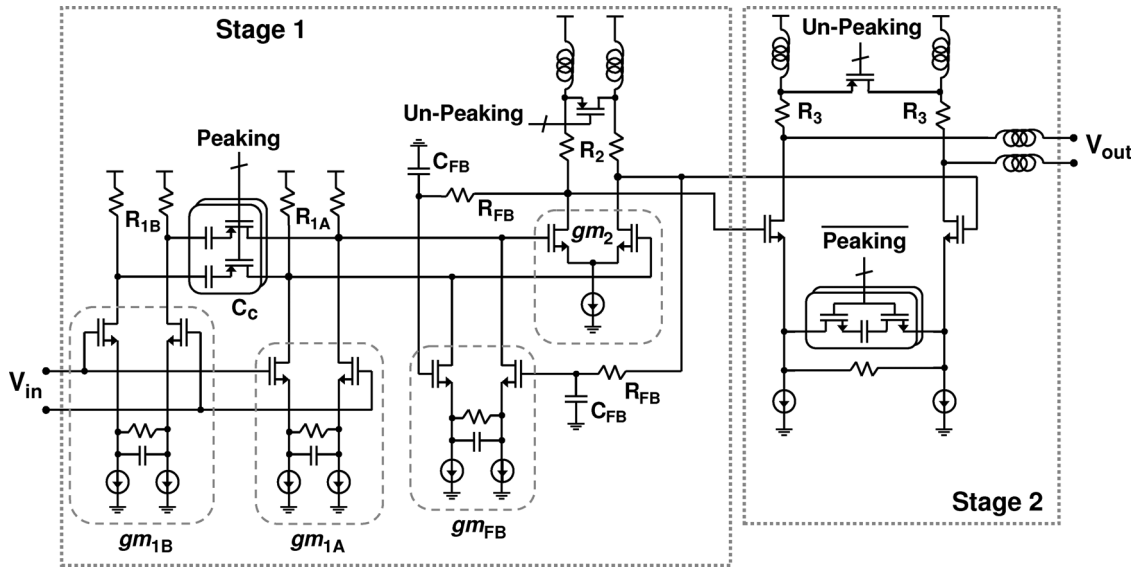 Stage 1
Un-Peaking
Un-Peaking
R3
R3
Vout
Peaking
CFB
R2
RFB
R1B
R1A
gm2
Peaking
CC
Vin
RFB
CFB
gm1B
gm1A
gmFB
Stage 2